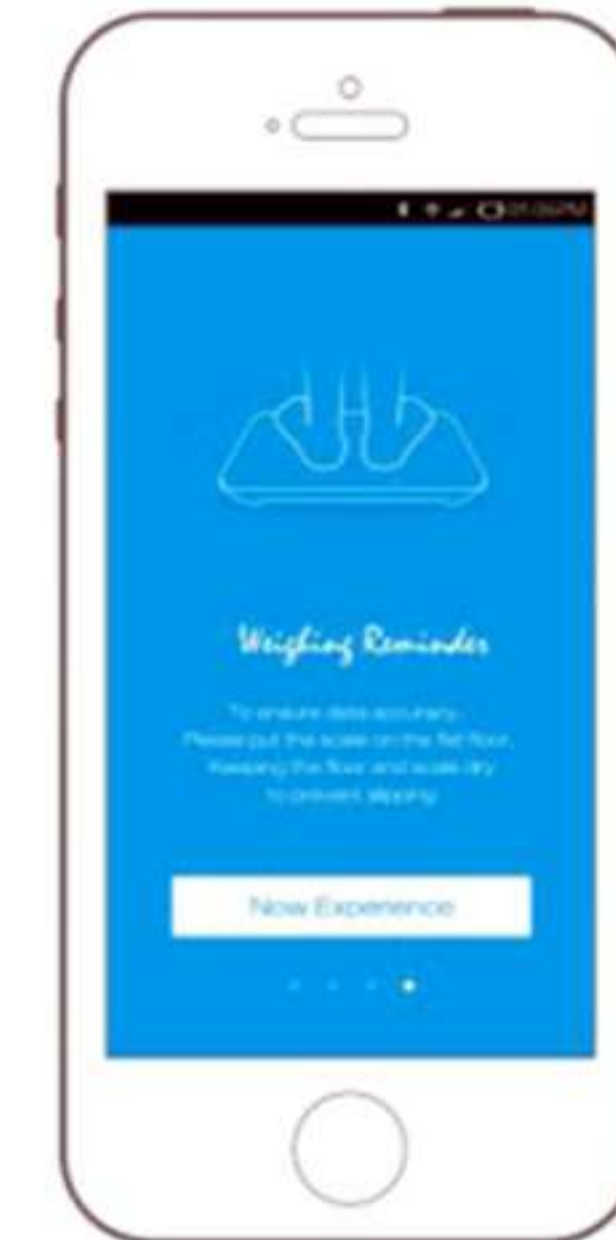 Weighing Reminder
To ensure data accuracy,
Please put the scale on the flat floor.
Keeping the floor and scale dry
to prevent slipping
Now Experience